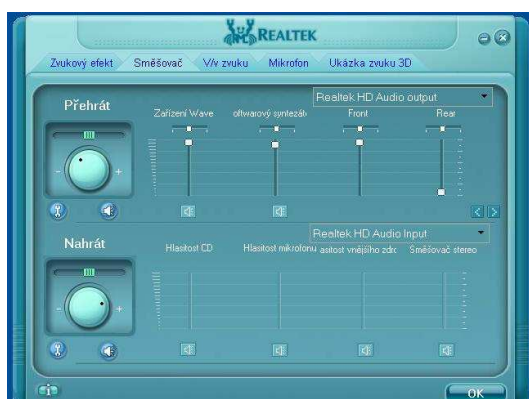 REALTEK
Zvukový efekt Směšovač V/v zvuku Mikrofon Ukázka zvuku 3D
Realtek HD Audio output
Přehrát
Zařízení Wave oftwarový syntezát Front Rear
- +
Realtek HD Audio Input
Nahrát
Hlasitost CD Hlasitost mikrofonu asitost vnějšího zdrc Směšovač stereo
- +
i
OK